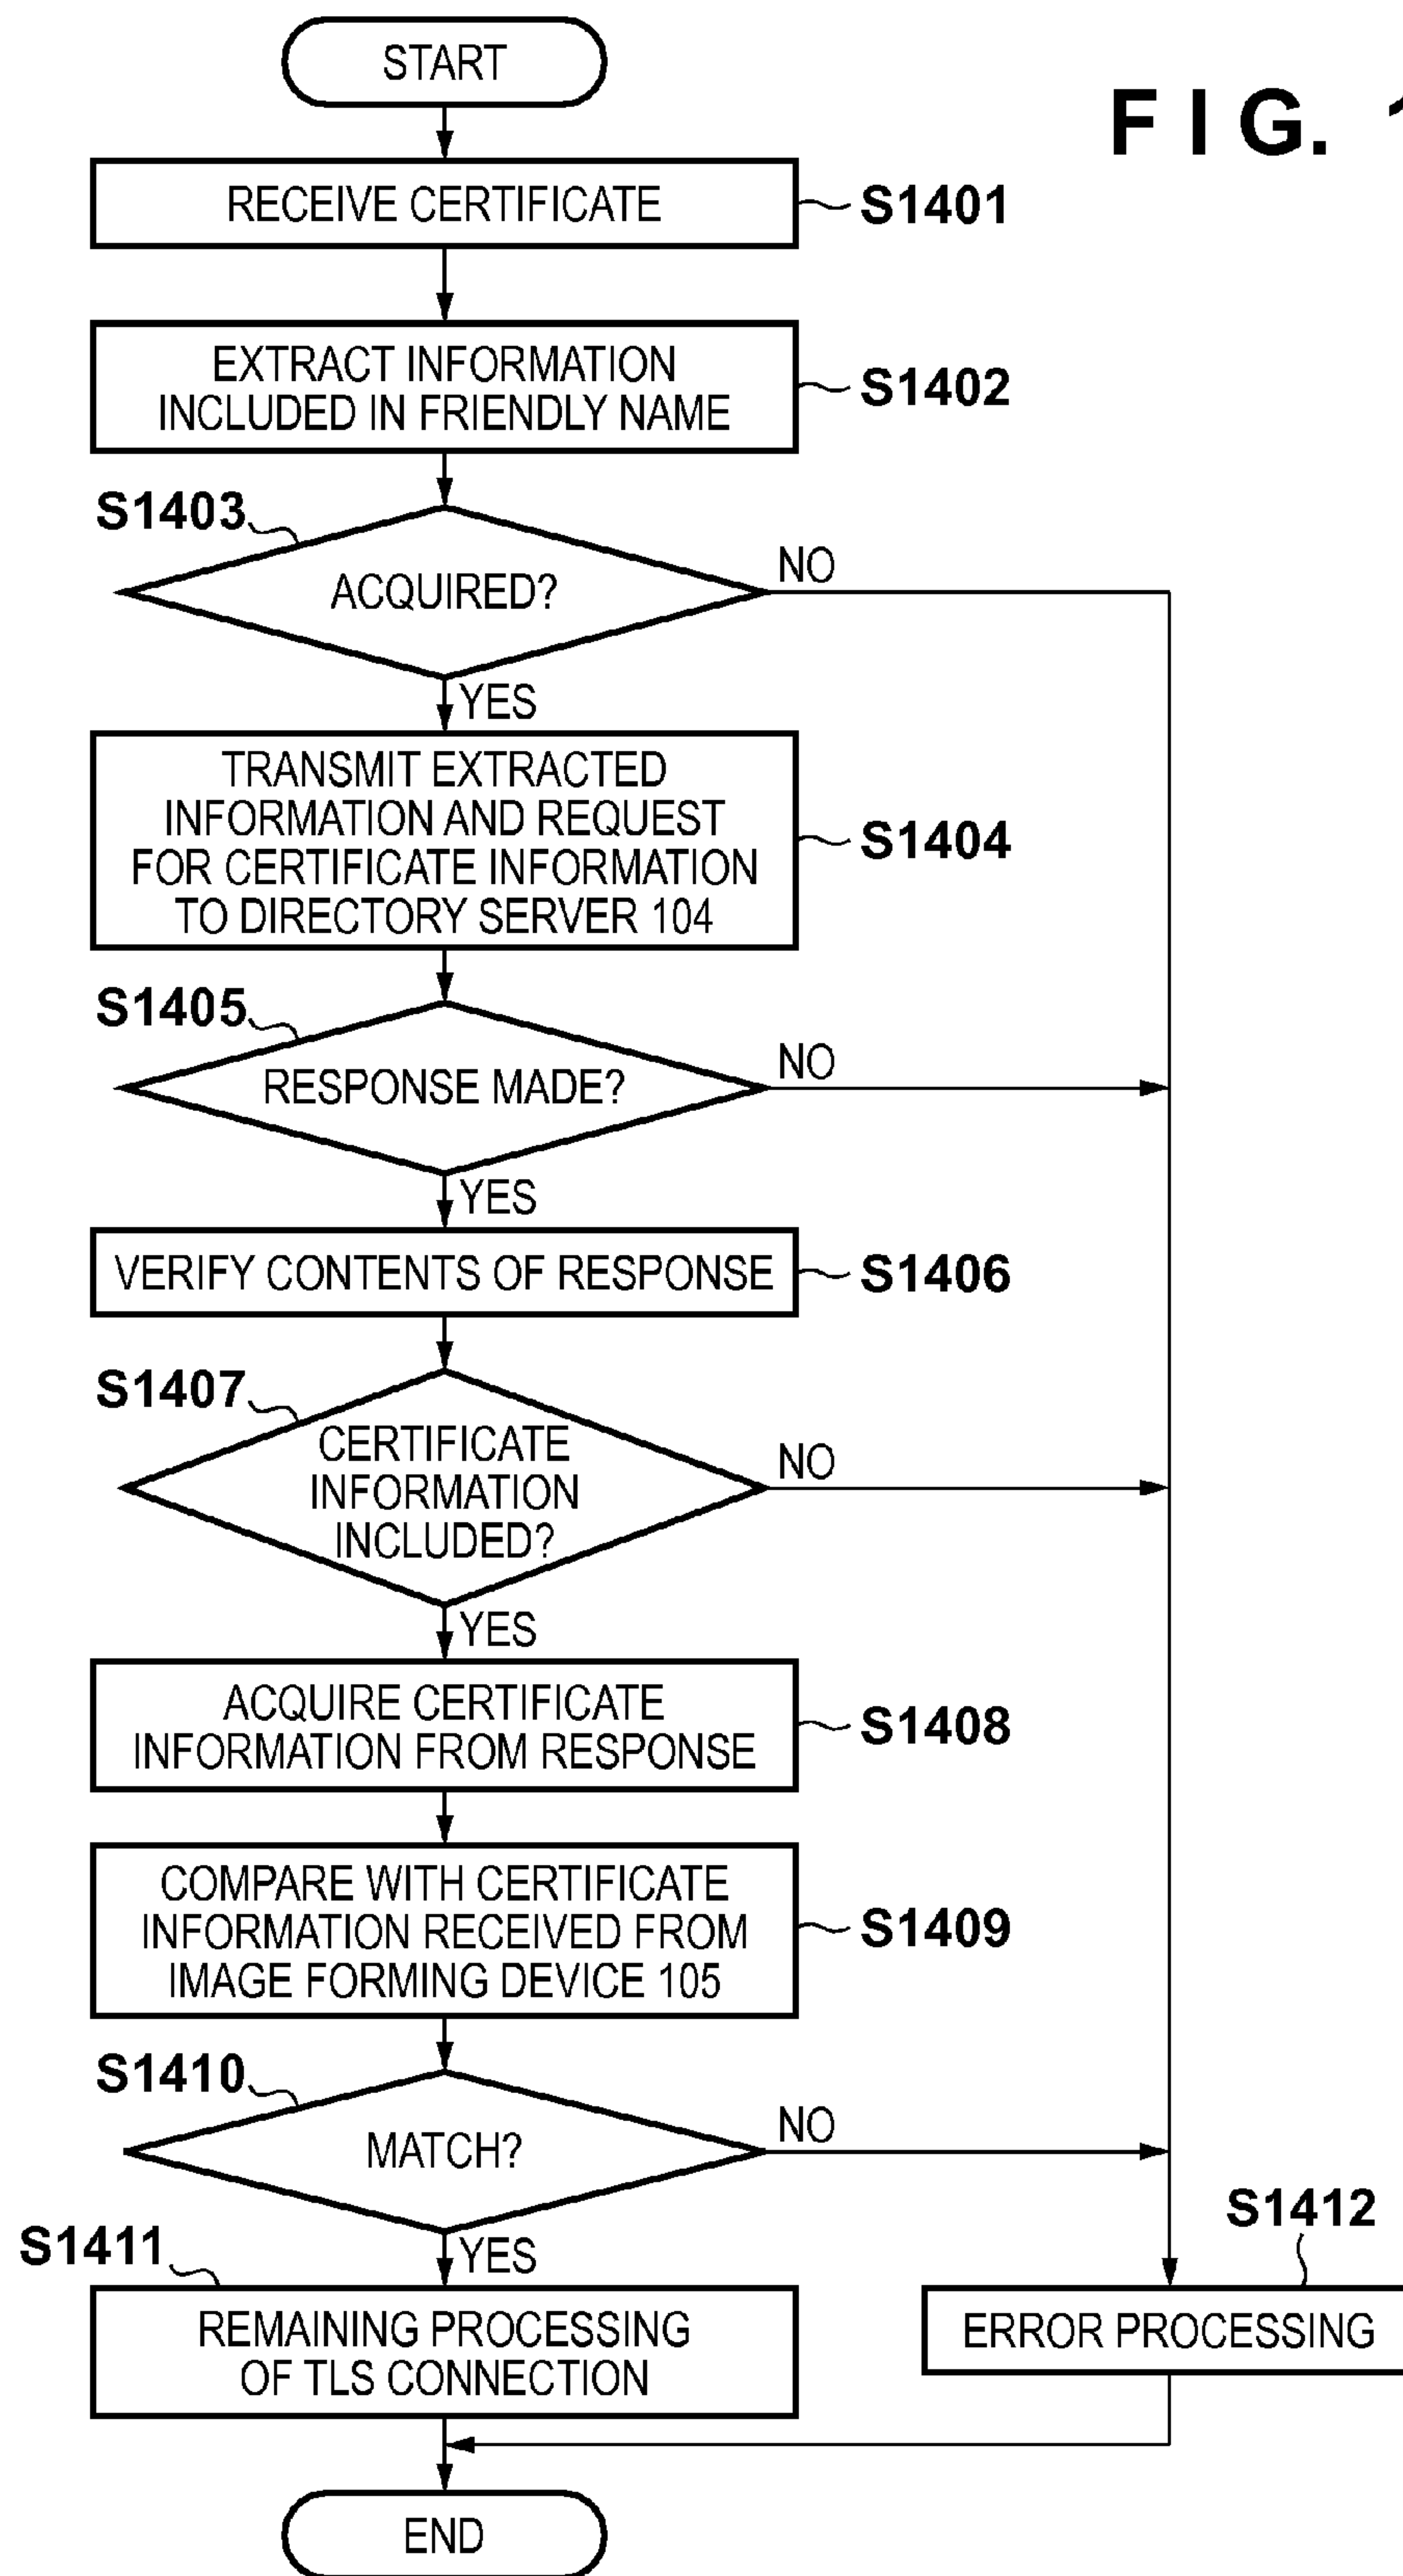 START
F I G. 1
RECEIVE CERTIFICATE
S1401
EXTRACT INFORMATION
INCLUDED IN FRIENDLY NAME
S1402
S1403
ACQUIRED?
NO
YES
TRANSMIT EXTRACTED
INFORMATION AND REQUEST
FOR CERTIFICATE INFORMATION
TO DIRECTORY SERVER 104
S1404
S1405
RESPONSE MADE?
NO
YES
VERIFY CONTENTS OF RESPONSE
S1406
S1407
CERTIFICATE
INFORMATION
INCLUDED?
NO
YES
ACQUIRE CERTIFICATE
INFORMATION FROM RESPONSE
S1408
COMPARE WITH CERTIFICATE
INFORMATION RECEIVED FROM
IMAGE FORMING DEVICE 105
S1409
S1410
MATCH?
NO
YES
S1411
REMAINING PROCESSING
OF TLS CONNECTION
S1412
ERROR PROCESSING
END